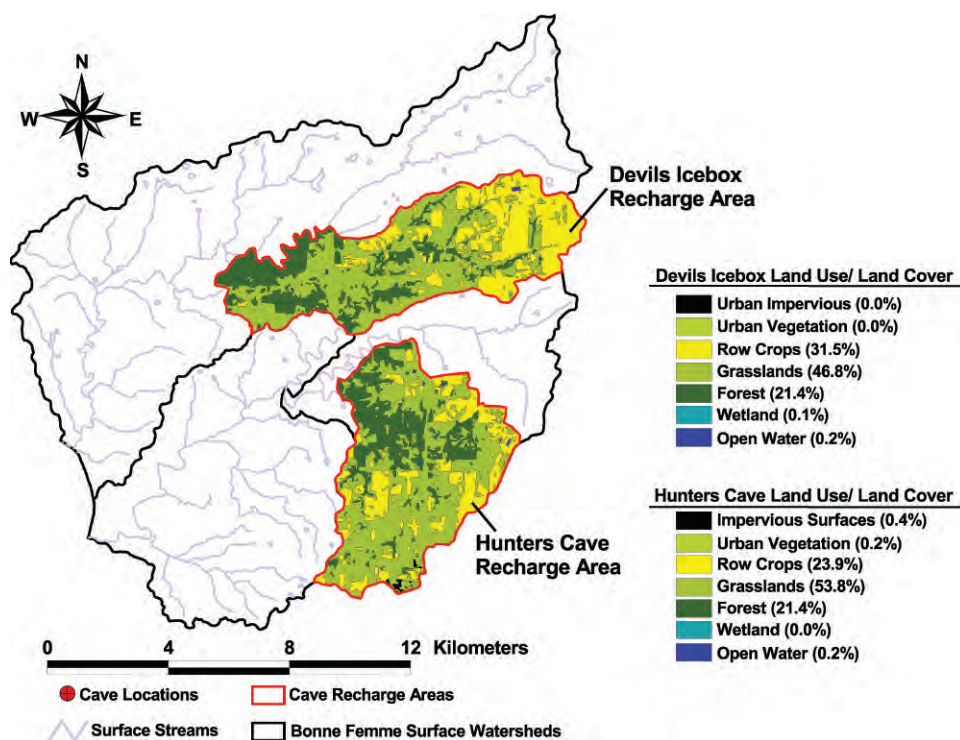 N
W E
S
Devils Icebox
Recharge Area
Devils Icebox Land Use/ Land Cover
Urban Impervious (0.0%)
Urban Vegetation (0.0%)
Row Crops (31.5%)
Grasslands (46.8%)
Forest (21.4%)
Wetland (0.1%)
Open Water (0.2%)
Hunters Cave Land Use/ Land Cover
Impervious Surfaces (0.4%)
Urban Vegetation (0.2%)
Row Crops (23.9%)
Grasslands (53.8%)
Forest (21.4%)
Wetland (0.0%)
Open Water (0.2%)
Hunters Cave
Recharge Area
0 4 8 12 Kilometers
Cave Locations
Cave Recharge Areas
Surface Streams
Bonne Femme Surface Watersheds